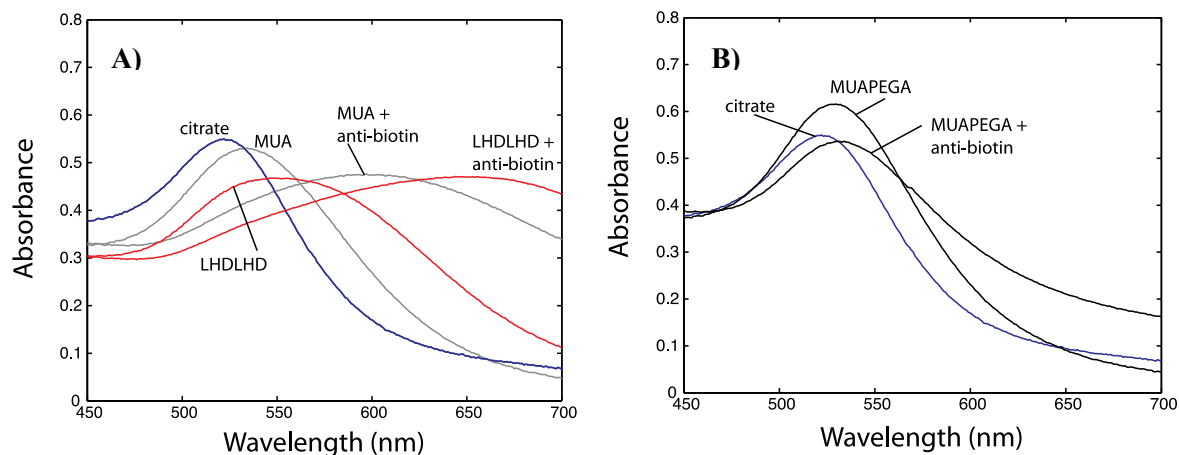 A)
0.8
0.7
0.6
0.5
0.4
0.3
0.2
0.1
0
Absorbance
citrate
MUA
MUA +
anti-biotin
LHDLHD +
anti-biotin
LHDLHD
450
500
550
600
650
700
Wavelength (nm)
B)
0.8
0.7
0.6
0.5
0.4
0.3
0.2
0.1
0
Absorbance
MUAPEGA
citrate
MUAPEGA +
anti-biotin
450
500
550
600
650
700
Wavelength (nm)